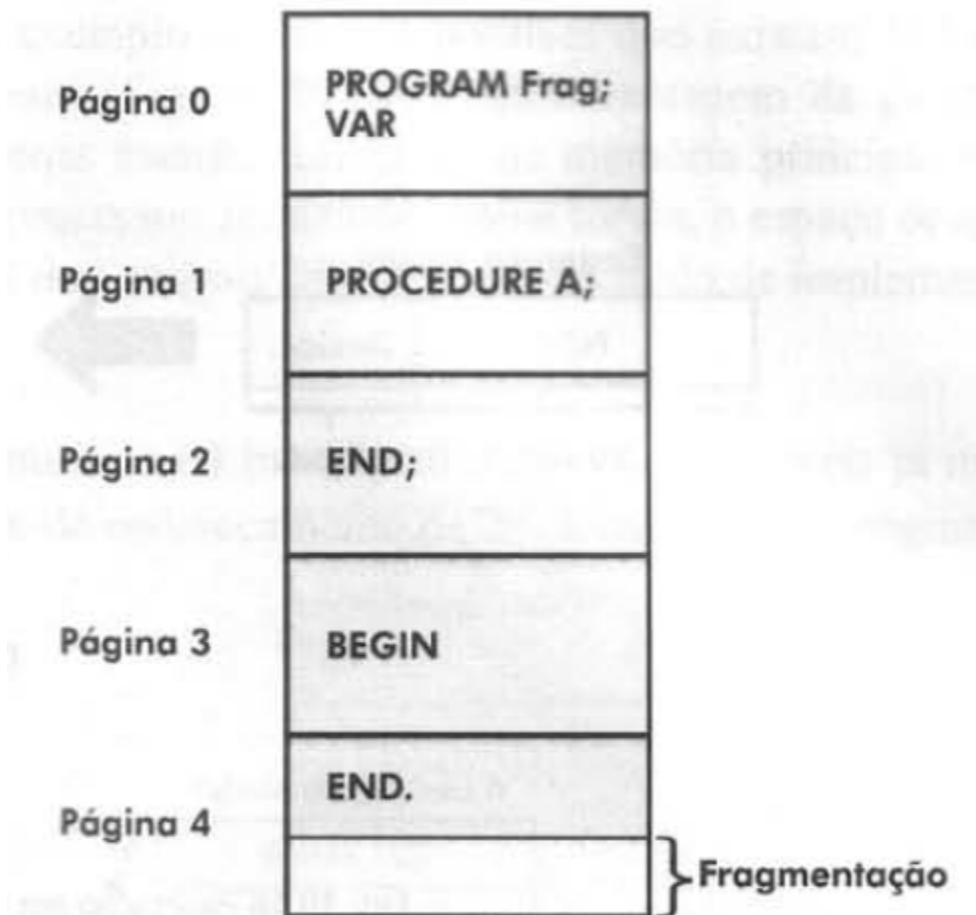 Página 0
PROGRAM Frag;
VAR
Página 1
PROCEDURE A;
Página 2
END;
Página 3
BEGIN
Página 4
END.
Fragmentação